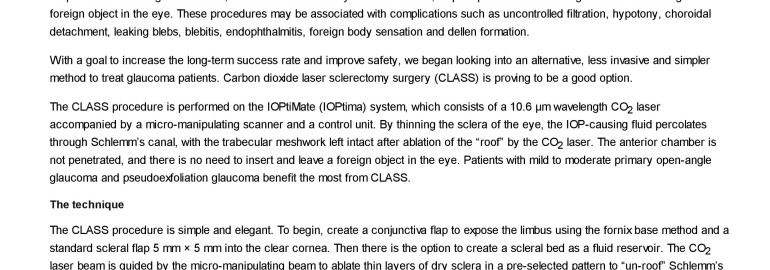 foreign object in the eye. These procedures may be associated with complications such as uncontrolled filtration, hypotony, choroidal
detachment, leaking blebs, blebitis, endophthalmitis, foreign body sensation and dellen formation.
With a goal to increase the long-term success rate and improve safety, we began looking into an alternative, less invasive and simpler
method to treat glaucoma patients. Carbon dioxide laser sclerectomy surgery (CLASS) is proving to be a good option.
The CLASS procedure is performed on the IOPtiMate (IOPtima) system, which consists of a 10.6 µm wavelength CO2 laser
accompanied by a micro-manipulating scanner and a control unit. By thinning the sclera of the eye, the IOP-causing fluid percolates
through Schlemm's canal, with the trabecular meshwork left intact after ablation of the “roof” by the CO2 laser. The anterior chamber is
not penetrated, and there is no need to insert and leave a foreign object in the eye. Patients with mild to moderate primary open-angle
glaucoma and pseudoexfoliation glaucoma benefit the most from CLASS.
The technique
The CLASS procedure is simple and elegant. To begin, create a conjunctiva flap to expose the limbus using the fornix base method and a
standard scleral flap 5 mm × 5 mm into the clear cornea. Then there is the option to create a scleral bed as a fluid reservoir. The CO2
laser beam is guided by the micro-manipulating beam to ablate thin layers of dry sclera in a pre-selected pattern to “un-roof” Schlemm's